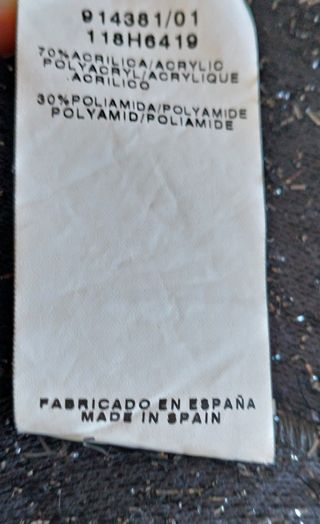 914381/01
118H6419
70%ACRILICA/ACRYLIC
POLYACRYL/ACRYLIQUE
ACRILICO
30%POLIAMIDA/POLYAMIDE
POLYAMID/POLIAMIDE
FABRICADO EN ESPAÑA
MADE IN SPAIN